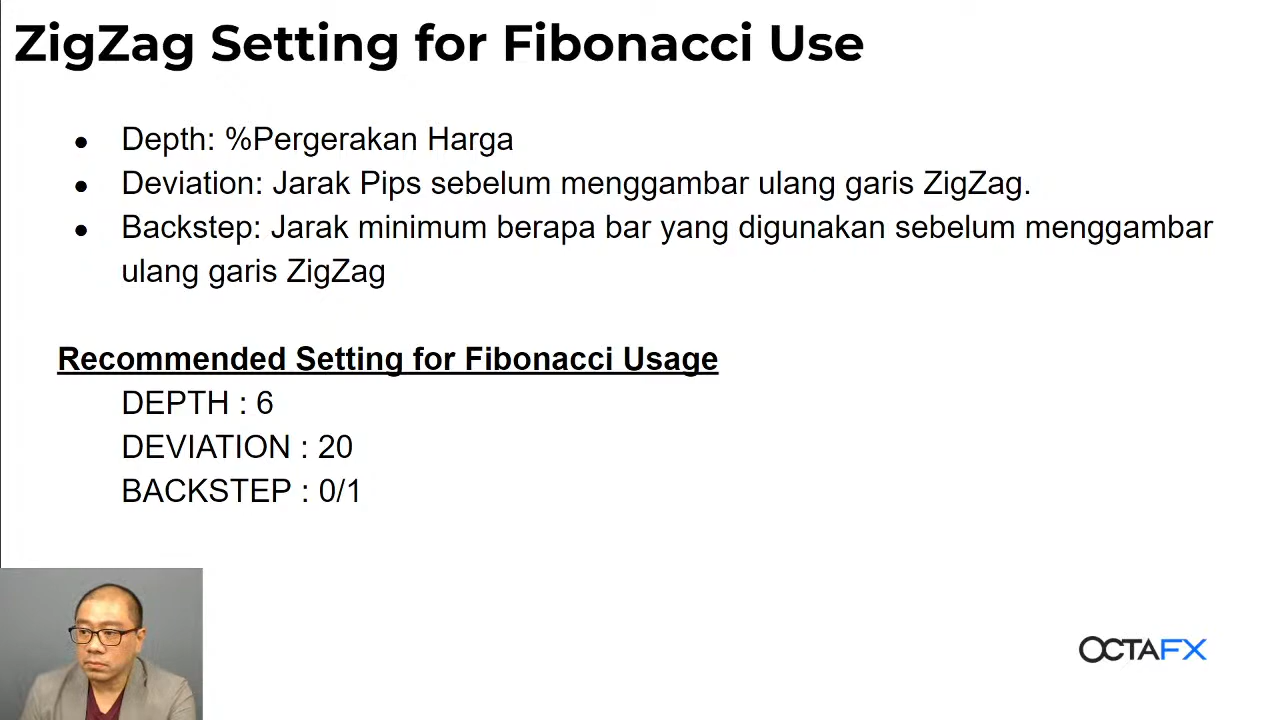 ZigZag Setting for Fibonacci Use
● Depth: %Pergerakan Harga
● Deviation: Jarak Pips sebelum menggambar ulang garis ZigZag.
● Backstep: Jarak minimum berapa bar yang digunakan sebelum menggambar
ulang garis ZigZag
Recommended Setting for Fibonacci Usage
DEPTH : 6
DEVIATION : 20
BACKSTEP : 0/1
OCTAFX